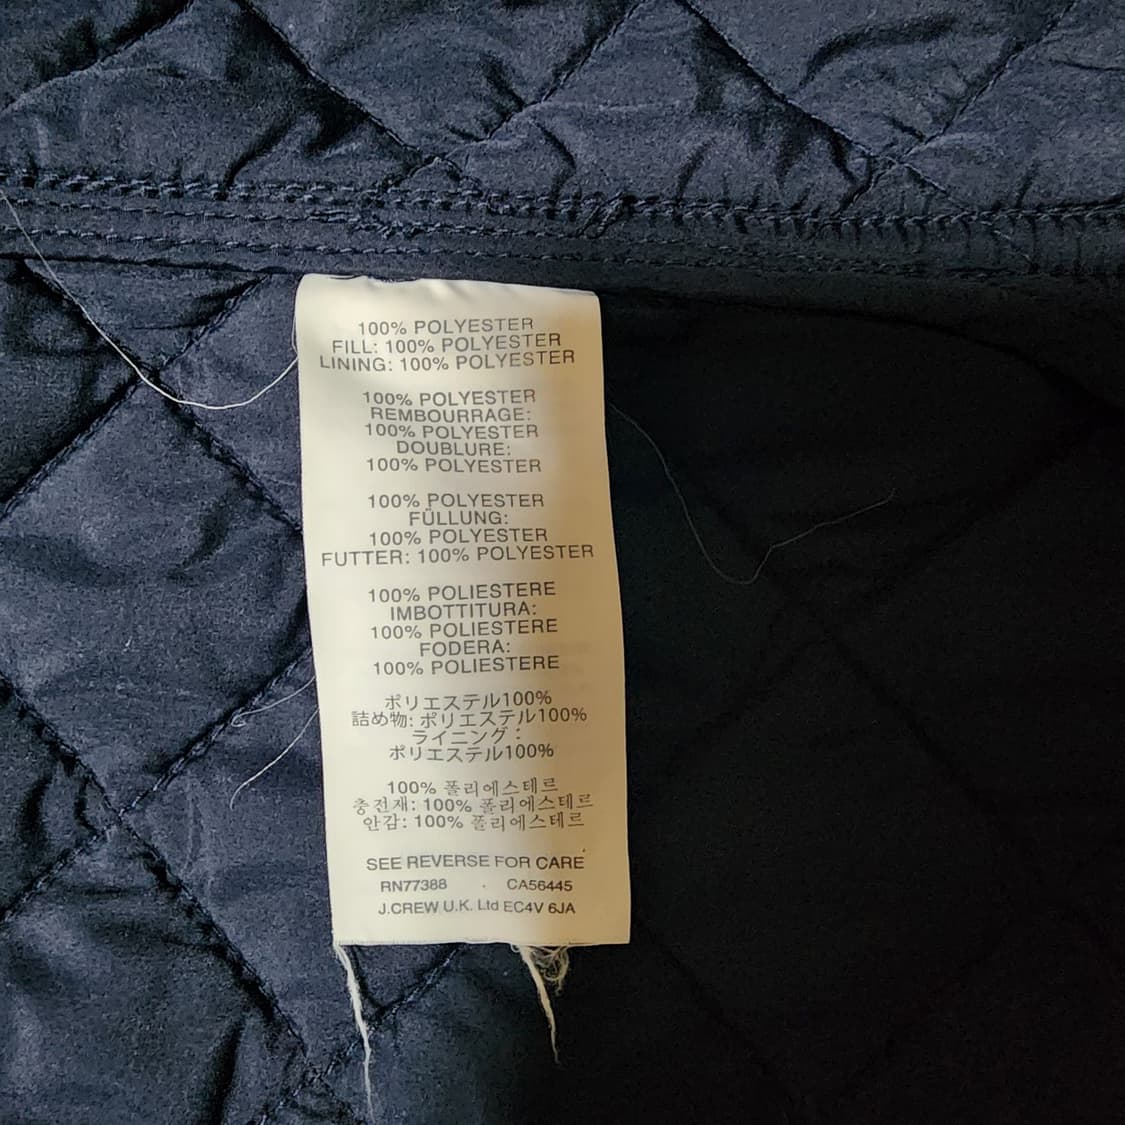 100% POLYESTER
FILL: 100% POLYESTER
LINING: 100% POLYESTER
100% POLYESTER
REMBOURRAGE:
100% POLYESTER
DOUBLURE:
100% POLYESTER
100% POLYESTER
FÜLLUNG:
100% POLYESTER
FUTTER: 100% POLYESTER
100% POLIESTERE
IMBOTTITURA:
100% POLIESTERE
FODERA:
100% POLIESTERE
ポリエステル100%
詰め物: ポリエステル100%
ライニング:
ポリエステル100%
100% 폴리에스테르
충전재: 100% 폴리에스테르
안감: 100% 폴리에스테르
SEE REVERSE FOR CARE
RN77388 CA56445
J.CREW U.K. Ltd EC4V 6JA